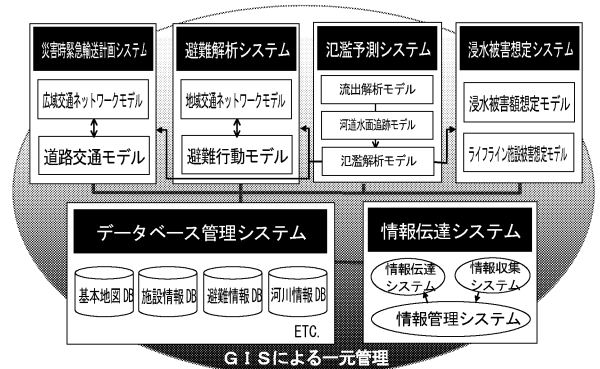 災害時緊急輸送計画システム
広域交通ネットワークモデル
道路交通モデル
避難解析システム
地域交通ネットワークモデル
避難行動モデル
氾濫予測システム
流出解析モデル
河道水面追跡モデル
氾濫解析モデル
浸水被害想定システム
浸水被害額想定モデル
ライフライン施設被害想定モデル
データベース管理システム
基本地図DB
施設情報DB
避難情報DB
河川情報DB
ETC.
情報伝達システム
情報伝達
システム
情報収集
システム
情報管理システム
ＧＩＳによる一元管理